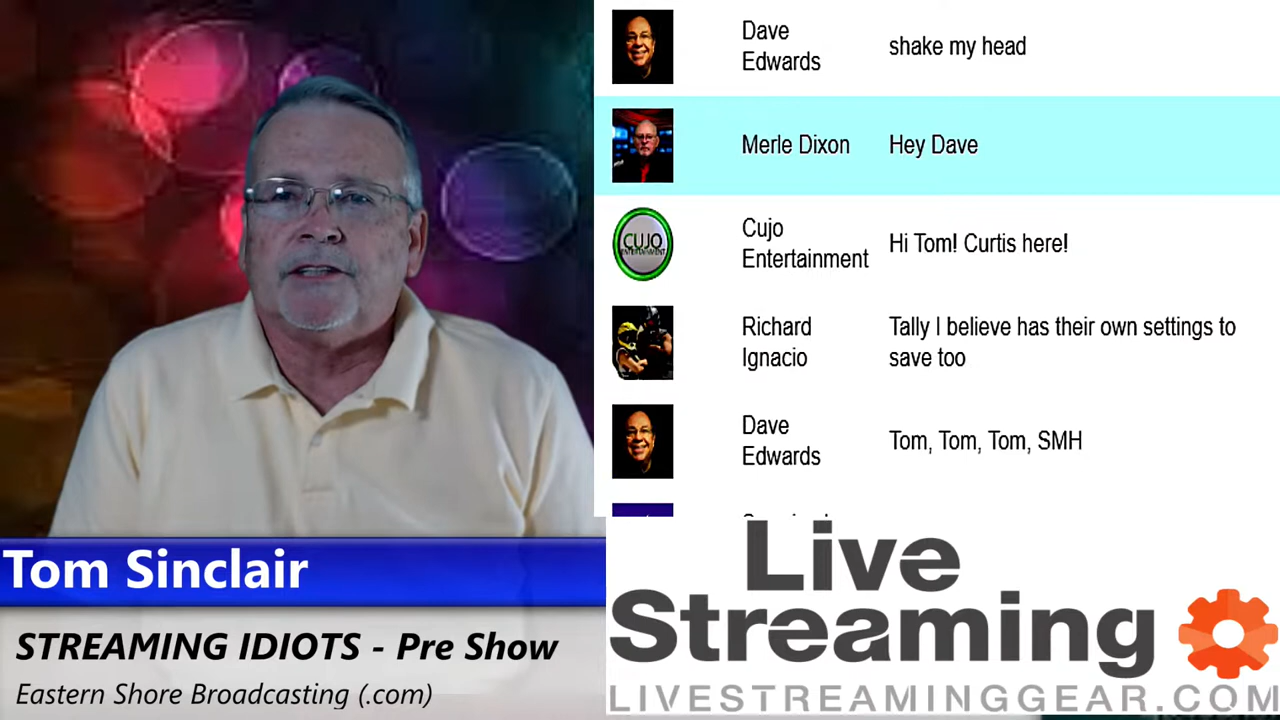 Dave
Edwards
shake my head
Merle Dixon
Hey Dave
CUJO
ENTERTAINMENT
Cujo
Entertainment
Hi Tom! Curtis here!
Richard
Ignacio
Tally I believe has their own settings to
save too
Dave
Edwards
Tom, Tom, Tom, SMH
Tom Sinclair
STREAMING IDIOTS - Pre Show
Eastern Shore Broadcasting (.com)
Live
Streaming
LIVESTREAMINGGEAR.COM